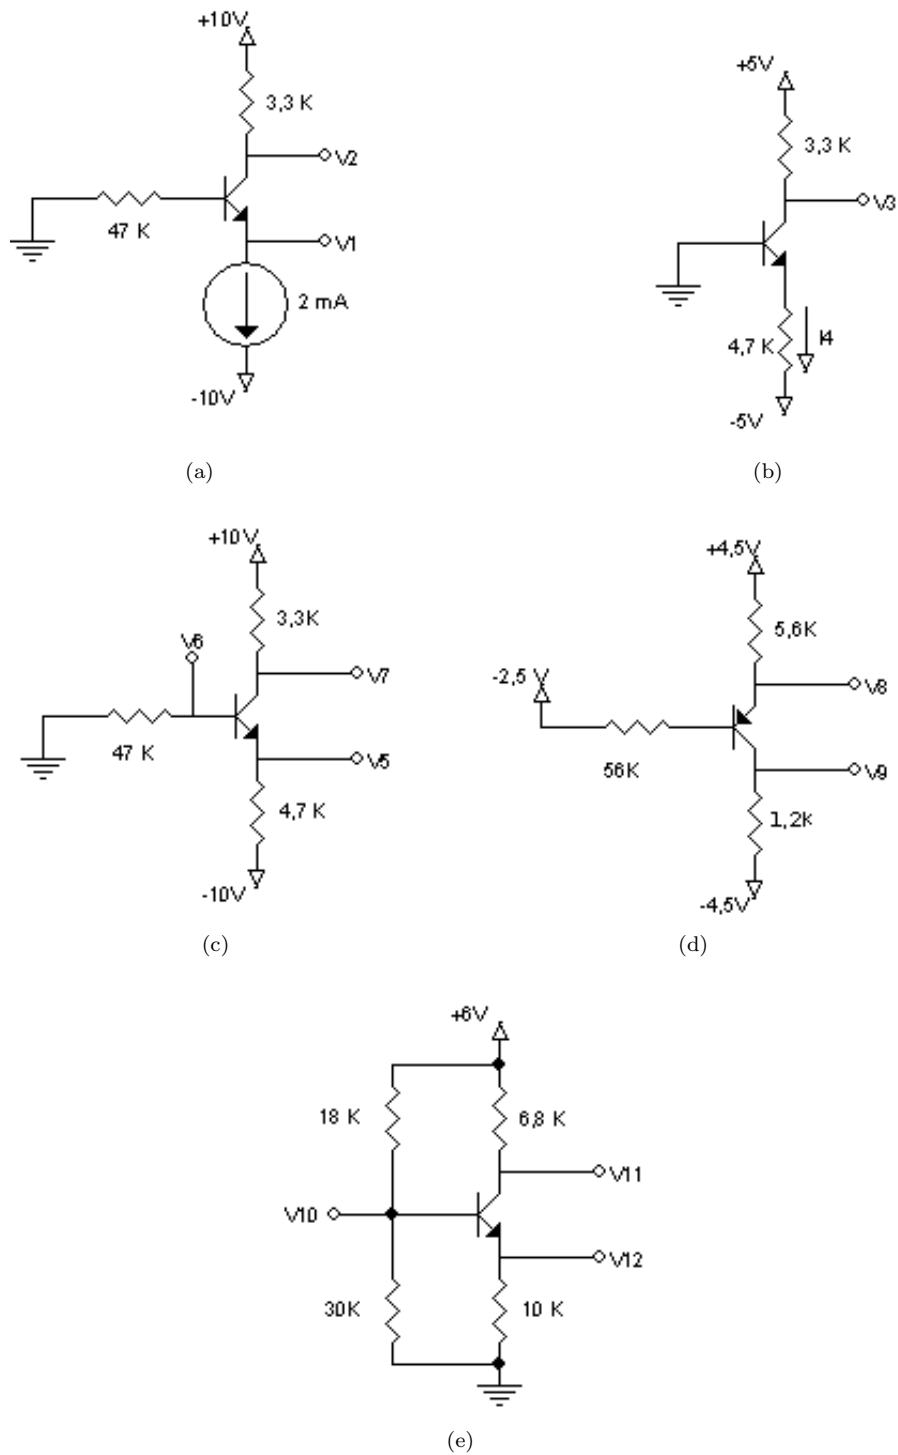 +10V
3,3 K
V2
47 K
V1
2 mA
-10V
(a)
+5V
3,3 K
V3
4,7 K
I4
-5V
(b)
+10V
3,3K
V6
V7
47 K
V5
4,7 K
-10V
(c)
+4,5V
5,6K
-2,5 V
V8
56K
V9
1,2K
-4,5V
(d)
+6V
18 K
6,8 K
V11
V10
V12
30K
10 K
(e)